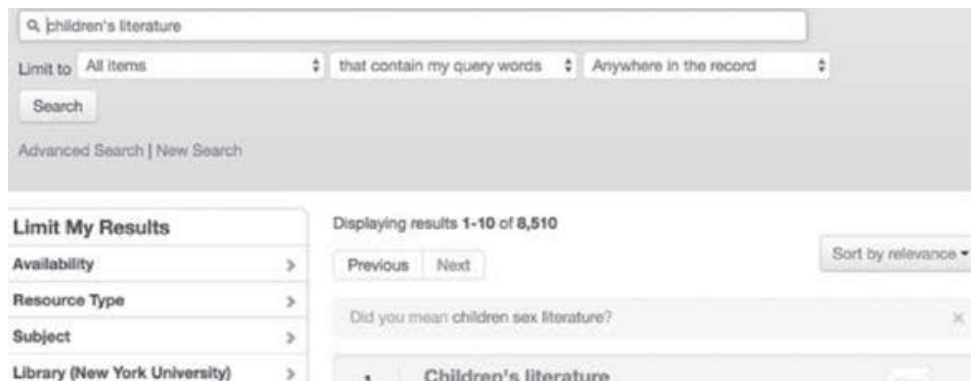 children's literature
Limit to All items that contain my query words Anywhere in the record
Search
Advanced Search | New Search
Limit My Results
Availability
Resource Type
Subject
Library (New York University)
Displaying results 1-10 of 8,510
Previous Next
Sort by relevance
Did you mean children sex literature?
1 Children's literature